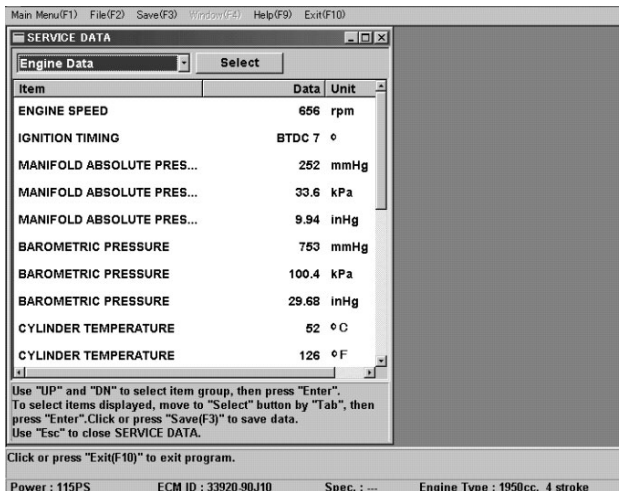 Main Menu(F1) File(F2) Save(F3) Window(F4) Help(F9) Exit(F10)
SERVICE DATA
Engine Data Select
Item Data Unit
ENGINE SPEED 656 rpm
IGNITION TIMING BTDC 7 °
MANIFOLD ABSOLUTE PRES... 252 mmHg
MANIFOLD ABSOLUTE PRES... 33.6 kPa
MANIFOLD ABSOLUTE PRES... 9.94 inHg
BAROMETRIC PRESSURE 753 mmHg
BAROMETRIC PRESSURE 100.4 kPa
BAROMETRIC PRESSURE 29.68 inHg
CYLINDER TEMPERATURE 52 °C
CYLINDER TEMPERATURE 126 °F
Use "UP" and "DN" to select item group, then press "Enter".
To select items displayed, move to "Select" button by "Tab", then
press "Enter".Click or press "Save(F3)" to save data.
Use "Esc" to close SERVICE DATA.
Click or press "Exit(F10)" to exit program.
Power : 115PS ECM ID : 33920-90J10 Spec. : --- Engine Type : 1950cc, 4 stroke